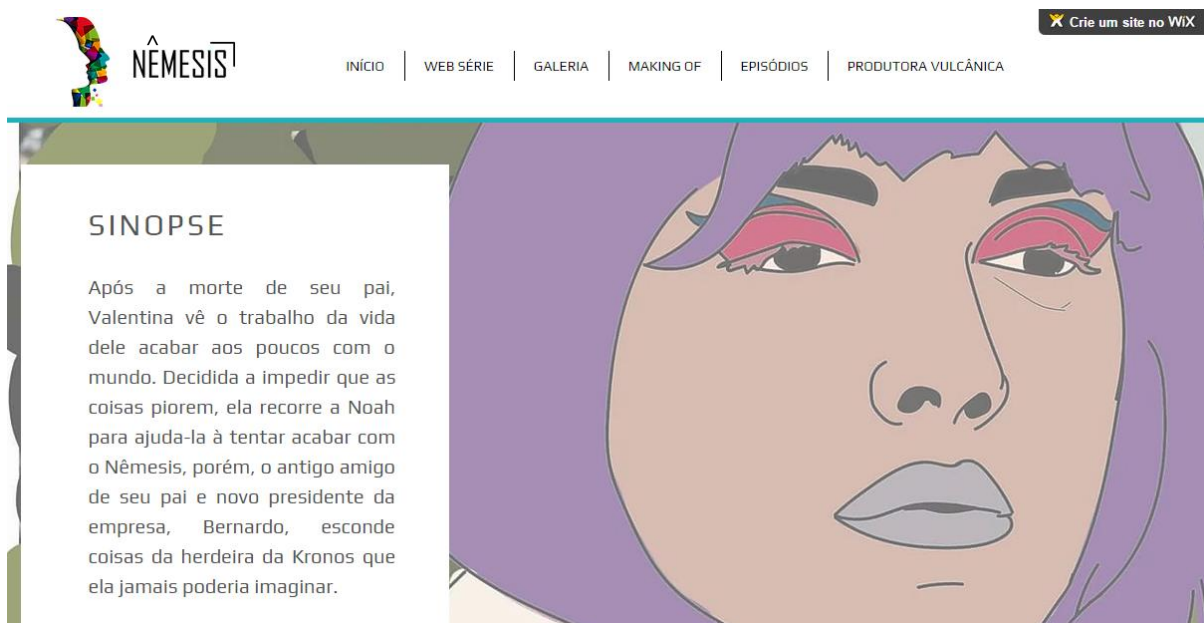 Crie um site no WiX
NÊMESIS
INÍCIO WEB SÉRIE GALERIA MAKING OF EPISÓDIOS PRODUTORA VULCÂNICA
SINOPSE
Após a morte de seu pai,
Valentina vê o trabalho da vida
dele acabar aos poucos com o
mundo. Decidida a impedir que as
coisas piorem, ela recorre a Noah
para ajuda-la à tentar acabar com
o Nêmesis, porém, o antigo amigo
de seu pai e novo presidente da
empresa, Bernardo, esconde
coisas da herdeira da Kronos que
ela jamais poderia imaginar.